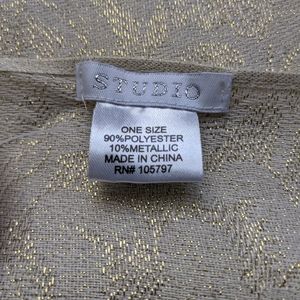 STUDIO
ONE SIZE
90%POLYESTER
10%METALLIC
MADE IN CHINA
RN# 105797